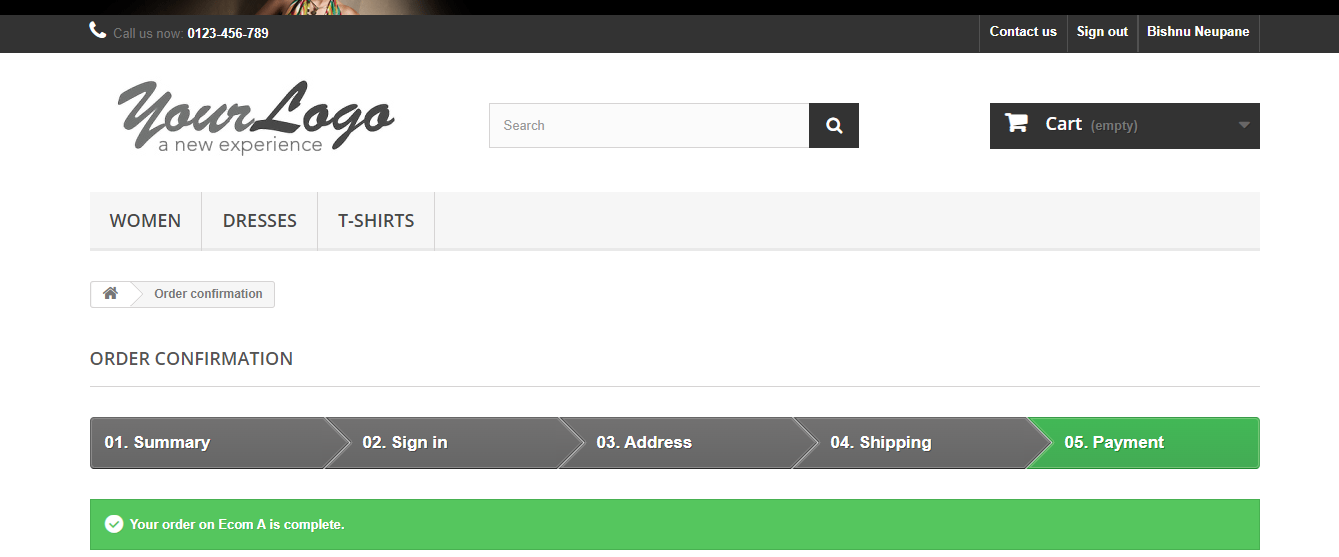 Call us now: 0123-456-789
Contact us
Sign out
Bishnu Neupane
Your Logo
a new experience
Search
Cart (empty)
WOMEN
DRESSES
T-SHIRTS
Order confirmation
ORDER CONFIRMATION
01. Summary
02. Sign in
03. Address
04. Shipping
05. Payment
Your order on Ecom A is complete.